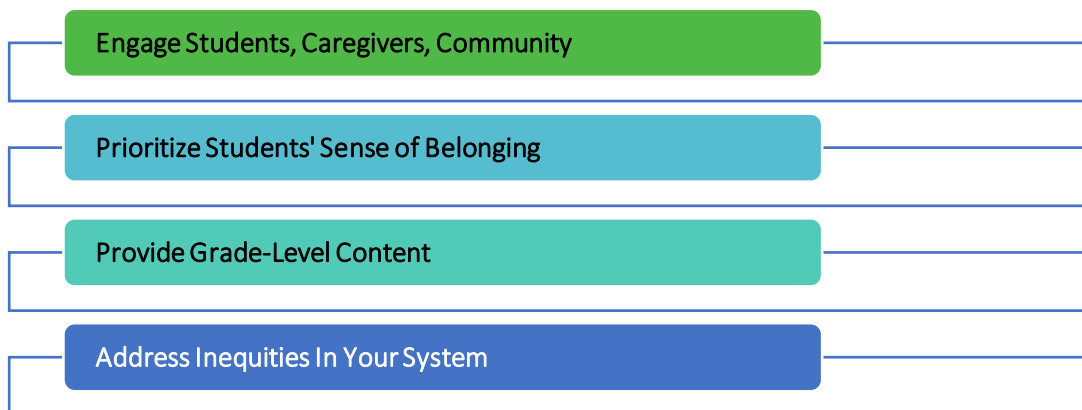 Engage Students, Caregivers, Community
Prioritize Students' Sense of Belonging
Provide Grade-Level Content
Address Inequities In Your System